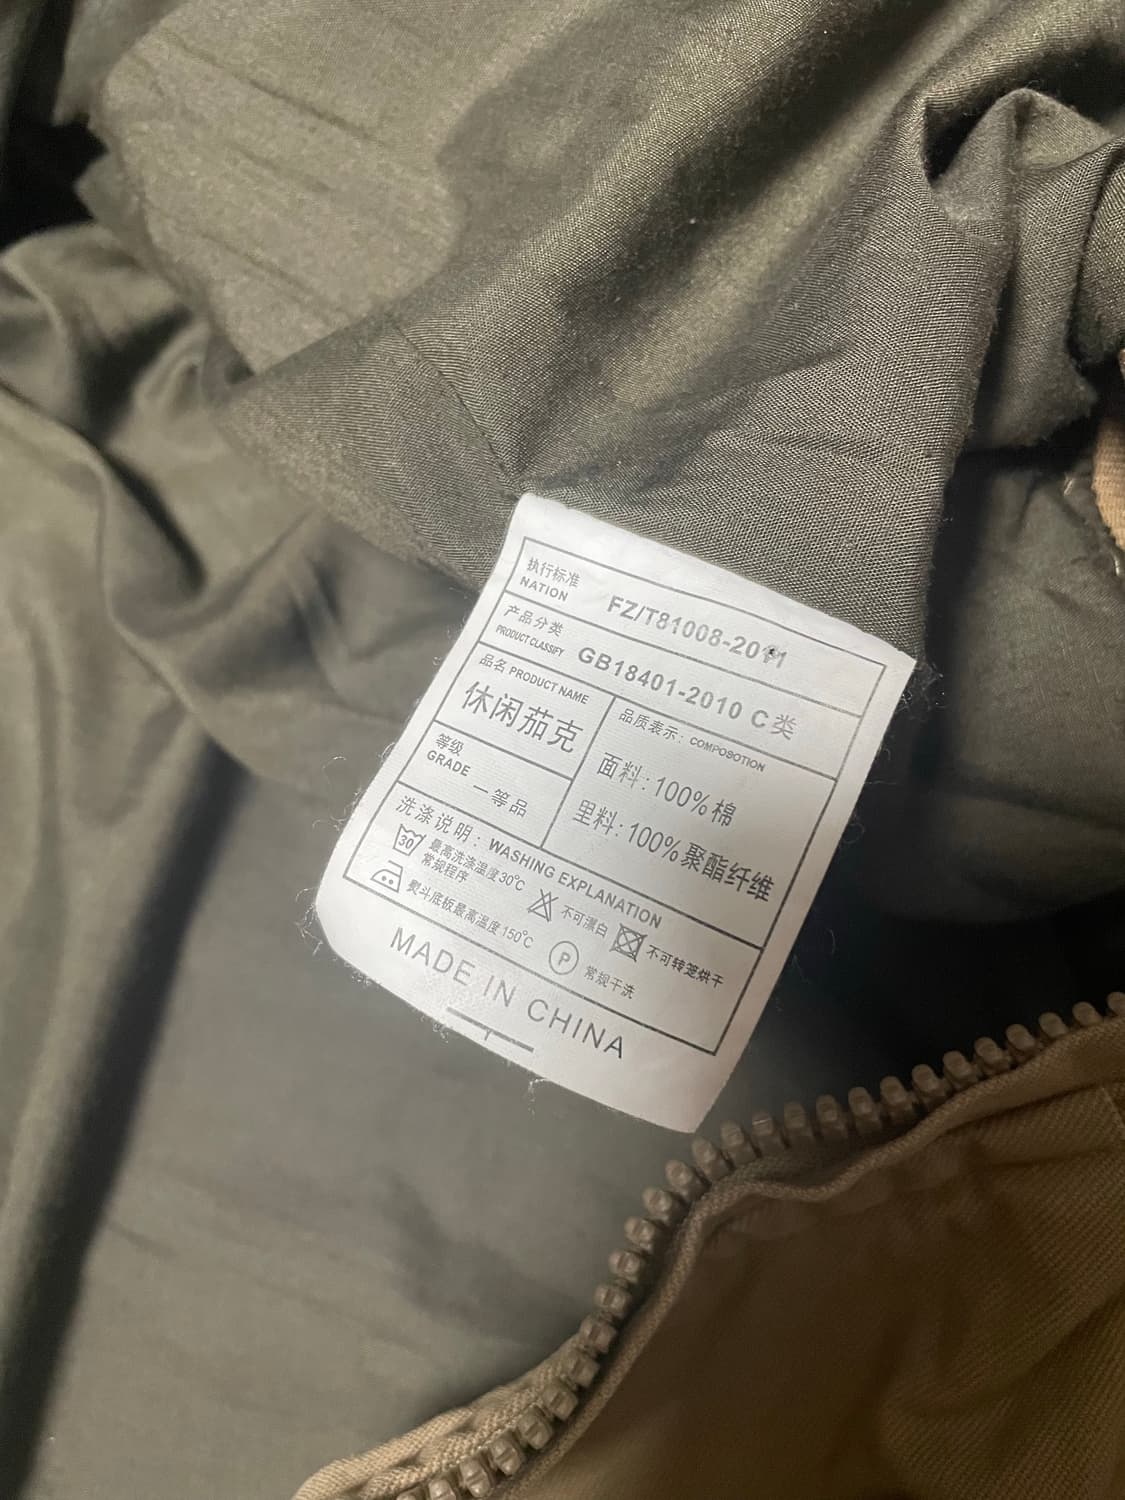 执行标准
NATION
FZ/T81008-2011
产品分类
PRODUCT CLASSIFY
GB18401-2010 C类
品名 PRODUCT NAME
休闲茄克
等级
GRADE
一等品
品质表示: COMPOSOTION
面料:100%棉
里料:100%聚酯纤维
洗涤说明: WASHING EXPLANATION
30
最高洗涤温度30℃
常规程序
不可漂白
不可转笼烘干
熨斗底板最高温度150℃
P
常规干洗
MADE IN CHINA